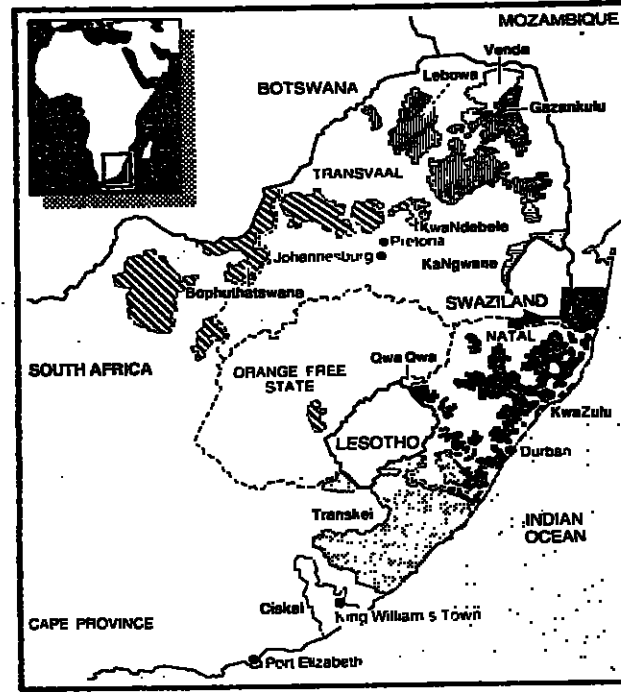 MOZAMBIQUE
Venda
Lebowa
BOTSWANA
Gazankulu
TRANSVAAL
KwaNdebele
Pretoria
Johannesburg
KaNgwane
Bophuthatswana
SWAZILAND
NATAL
Qwa Qwa
SOUTH AFRICA
ORANGE FREE
STATE
KwaZulu
LESOTHO
Durban
Transkei
INDIAN
OCEAN
Ciskei
King William s Town
CAPE PROVINCE
Port Elizabeth